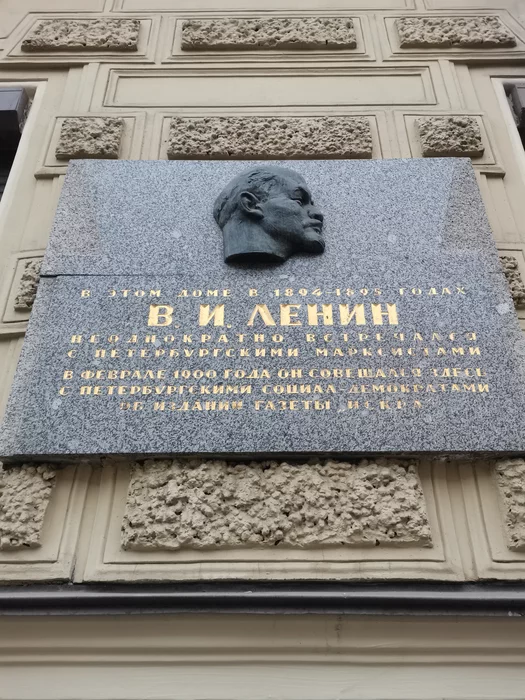 В ЭТОМ ДОМЕ В 1894-1895 ГОДАХ
В. И. ЛЕНИН
НЕОДНОКРАТНО ВСТРЕЧАЛСЯ
С ПЕТЕРБУРГСКИМИ МАРКСИСТАМИ
В ФЕВРАЛЕ 1900 ГОДА ОН СОВЕЩАЛСЯ ЗДЕСЬ
С ПЕТЕРБУРГСКИМИ СОЦИАЛ-ДЕМОКРАТАМИ
ОБ ИЗДАНИИ ГАЗЕТЫ ИСКРА